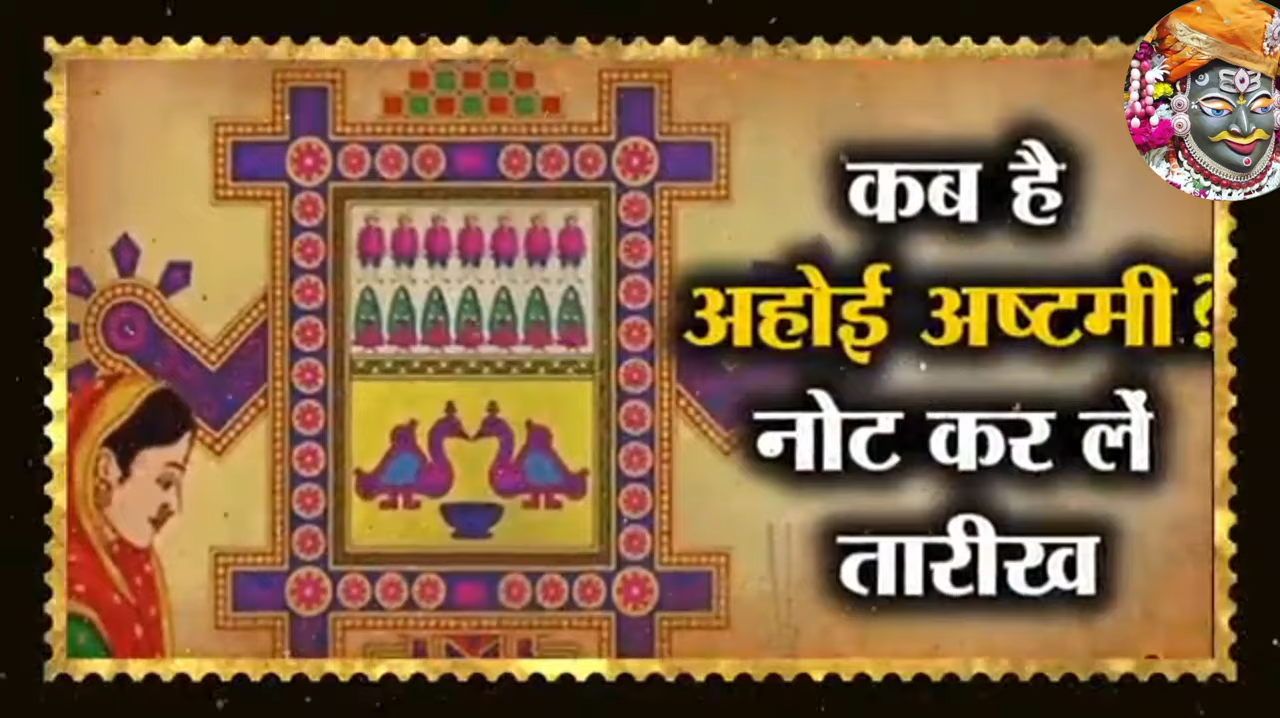 कब है
अहोई अष्टमी?
नोट कर लें
तारीख